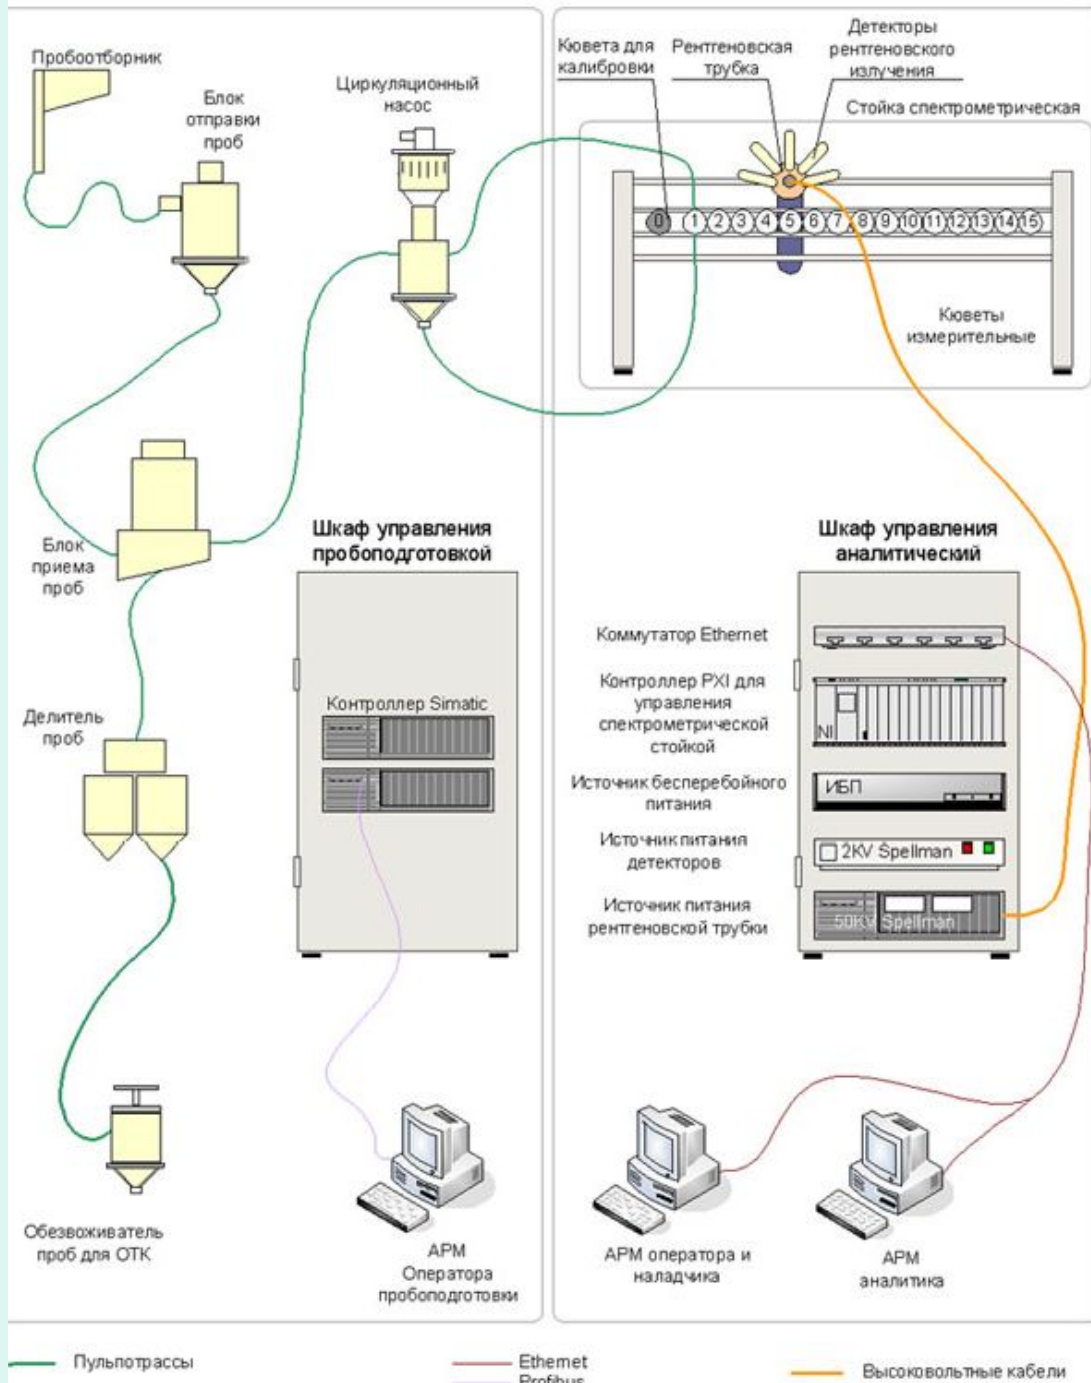 Пробоотборник
Блок
отправки
проб
Циркуляционный
насос
Кювета для
калибровки
Рентгеновская
трубка
Детекторы
рентгеновского
излучения
Стойка спектрометрическая
0 1 2 3 4 5 6 7 8 9 10 11 12 13 14 15
Кюветы
измерительные
Блок
приема
проб
Шкаф управления
пробоподготовкой
Контроллер Simatic
Шкаф управления
аналитический
Коммутатор Ethernet
Контроллер PXI для
управления
спектрометрической
стойкой
NI
Источник бесперебойного
питания
ИБП
Источник питания
детекторов
2KV Spellman
Источник питания
рентгеновской трубки
50KV Spellman
Делитель
проб
Обезвоживатель
проб для ОТК
АРМ
Оператора
пробоподготовки
АРМ оператора и
наладчика
АРМ
аналитика
Пульпотрассы
Ethernet
Profibus
Высоковольтные кабели